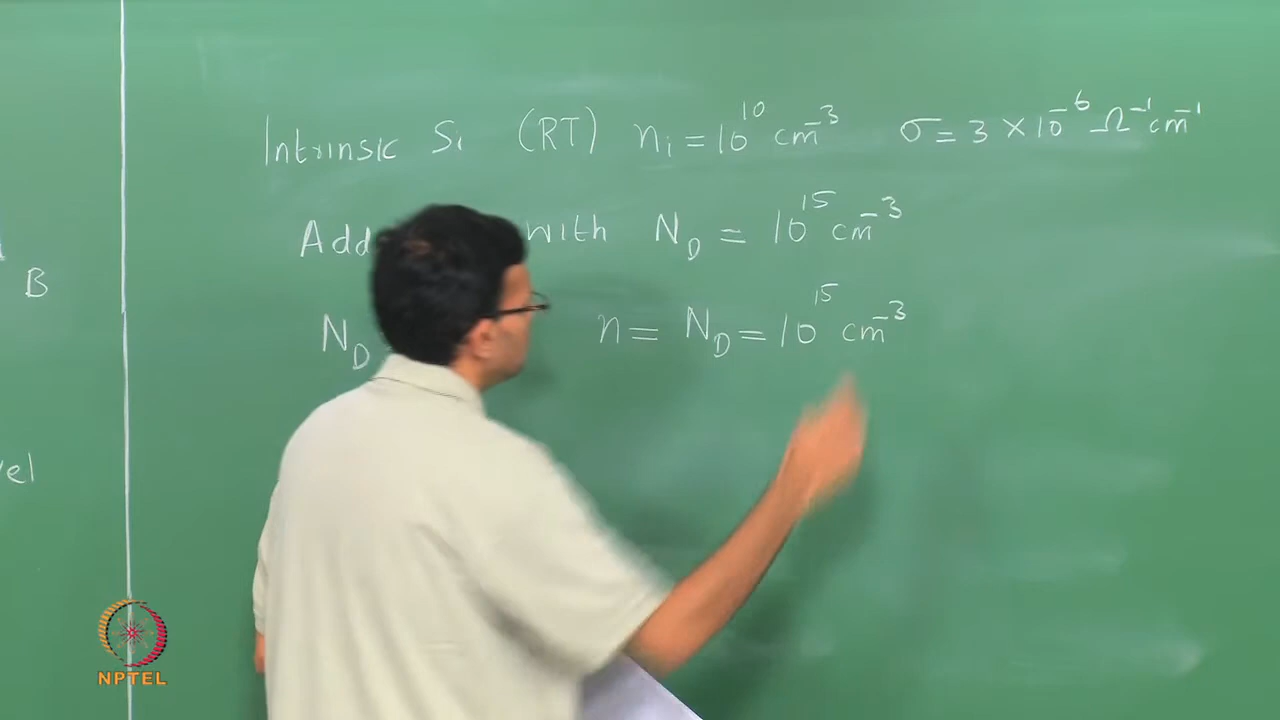 Intrinsic Si (RT) nᵢ = 10¹⁰ cm⁻³ σ = 3 × 10⁻⁶ Ω⁻¹ cm⁻¹
Add with N_D = 10¹⁵ cm⁻³
B
N_D n = N_D = 10¹⁵ cm⁻³
NPTEL